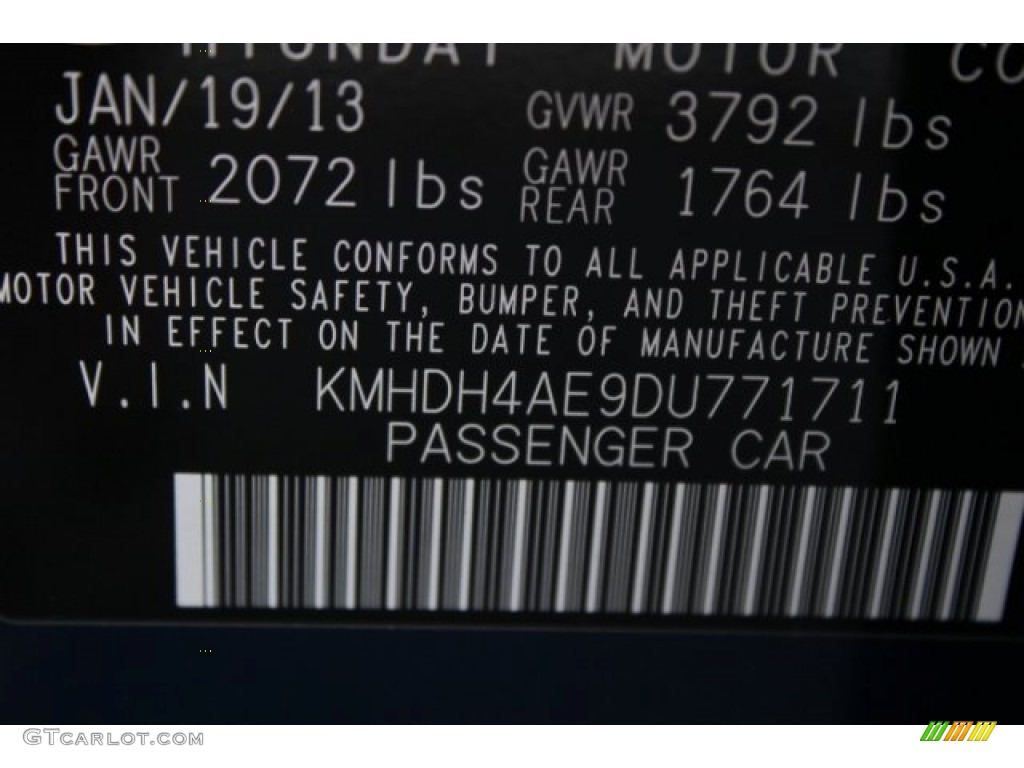 HYUNDAI MOTOR CO
JAN/19/13 GVWR 3792 lbs
GAWR FRONT 2072 lbs GAWR REAR 1764 lbs
THIS VEHICLE CONFORMS TO ALL APPLICABLE U.S.A.
MOTOR VEHICLE SAFETY, BUMPER, AND THEFT PREVENTION
IN EFFECT ON THE DATE OF MANUFACTURE SHOWN
V.I.N KMHDH4AE9DU771711
PASSENGER CAR
GTCARLOT.COM